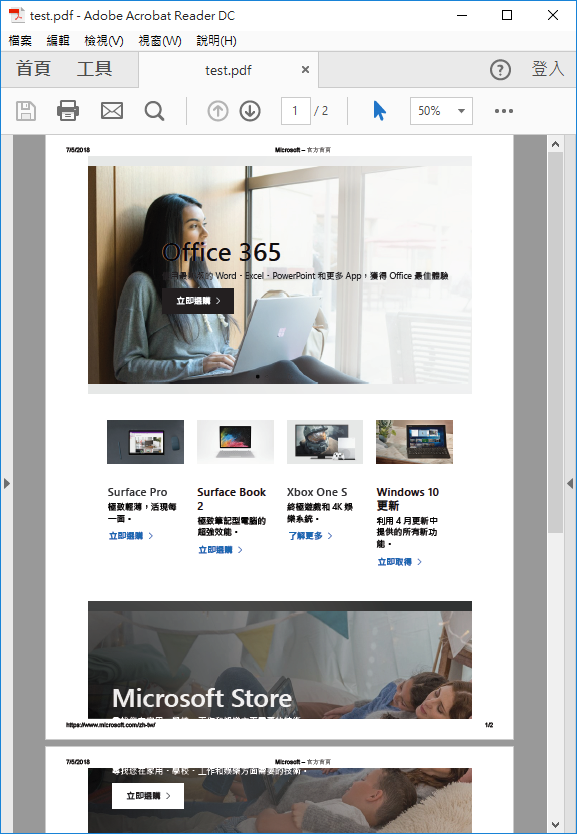 test.pdf - Adobe Acrobat Reader DC
檔案 編輯 檢視(V) 視窗(W) 說明(H)
首頁 工具 test.pdf × ? 登入
1 / 2 50%
7/5/2018 Microsoft – 官方首頁
Office 365
的 Word、Excel、PowerPoint 和更多 App，獲得 Office 最佳體驗
立即選購
Surface Pro
極致輕薄，活現每
一面。
立即選購
Surface Book
2
極致筆記型電腦的
超強效能。
立即選購
Xbox One S
終極遊戲和 4K 娛
樂系統。
了解更多
Windows 10
更新
利用 4 月更新中
提供的所有新功
能。
立即取得
Microsoft Store
https://www.microsoft.com/zh-tw/ 1/2
7/5/2018 Microsoft – 官方首頁
尋找您在家用、學校、工作和娛樂方面需要的技術。
立即選購